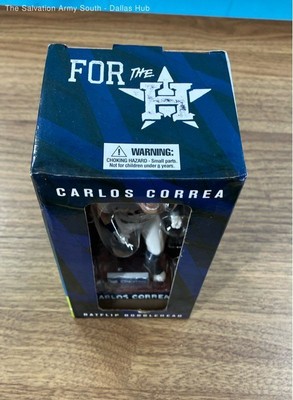 The Salvation Army South - Dallas Hub
FOR THE H
WARNING:
CHOKING HAZARD - Small parts.
Not for children under 3 years.
CARLOS CORREA
CARLOS CORREA
BATFLIP BOBBLEHEAD